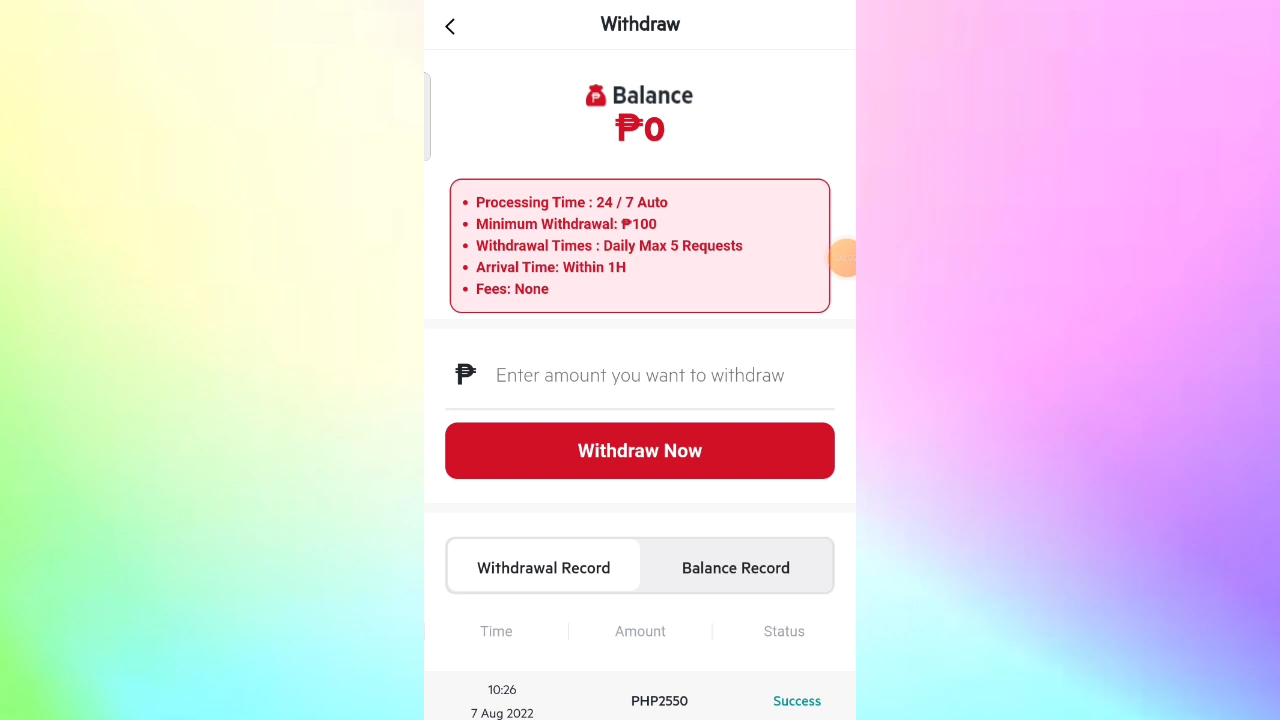 Withdraw
Balance
₱0
• Processing Time : 24 / 7 Auto
• Minimum Withdrawal: ₱100
• Withdrawal Times : Daily Max 5 Requests
• Arrival Time: Within 1H
• Fees: None
₱ Enter amount you want to withdraw
Withdraw Now
Withdrawal Record Balance Record
Time Amount Status
10:26
7 Aug 2022 PHP2550 Success